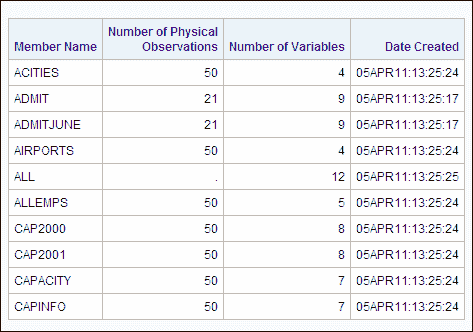 Member Name Number of Physical Observations Number of Variables Date Created
ACITIES 50 4 05APR11:13:25:24
ADMIT 21 9 05APR11:13:25:17
ADMITJUNE 21 9 05APR11:13:25:17
AIRPORTS 50 4 05APR11:13:25:24
ALL . 12 05APR11:13:25:25
ALLEMPS 50 5 05APR11:13:25:24
CAP2000 50 8 05APR11:13:25:24
CAP2001 50 8 05APR11:13:25:24
CAPACITY 50 7 05APR11:13:25:24
CAPINFO 50 7 05APR11:13:25:24